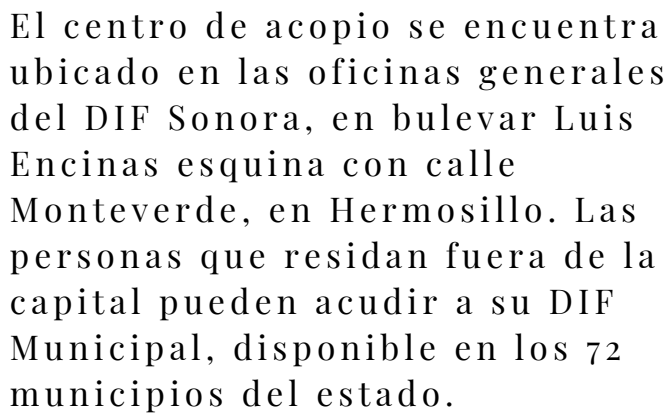 El centro de acopio se encuentra
ubicado en las oficinas generales
del DIF Sonora, en bulevar Luis
Encinas esquina con calle
Monteverde, en Hermosillo. Las
personas que residan fuera de la
capital pueden acudir a su DIF
Municipal, disponible en los 72
municipios del estado.